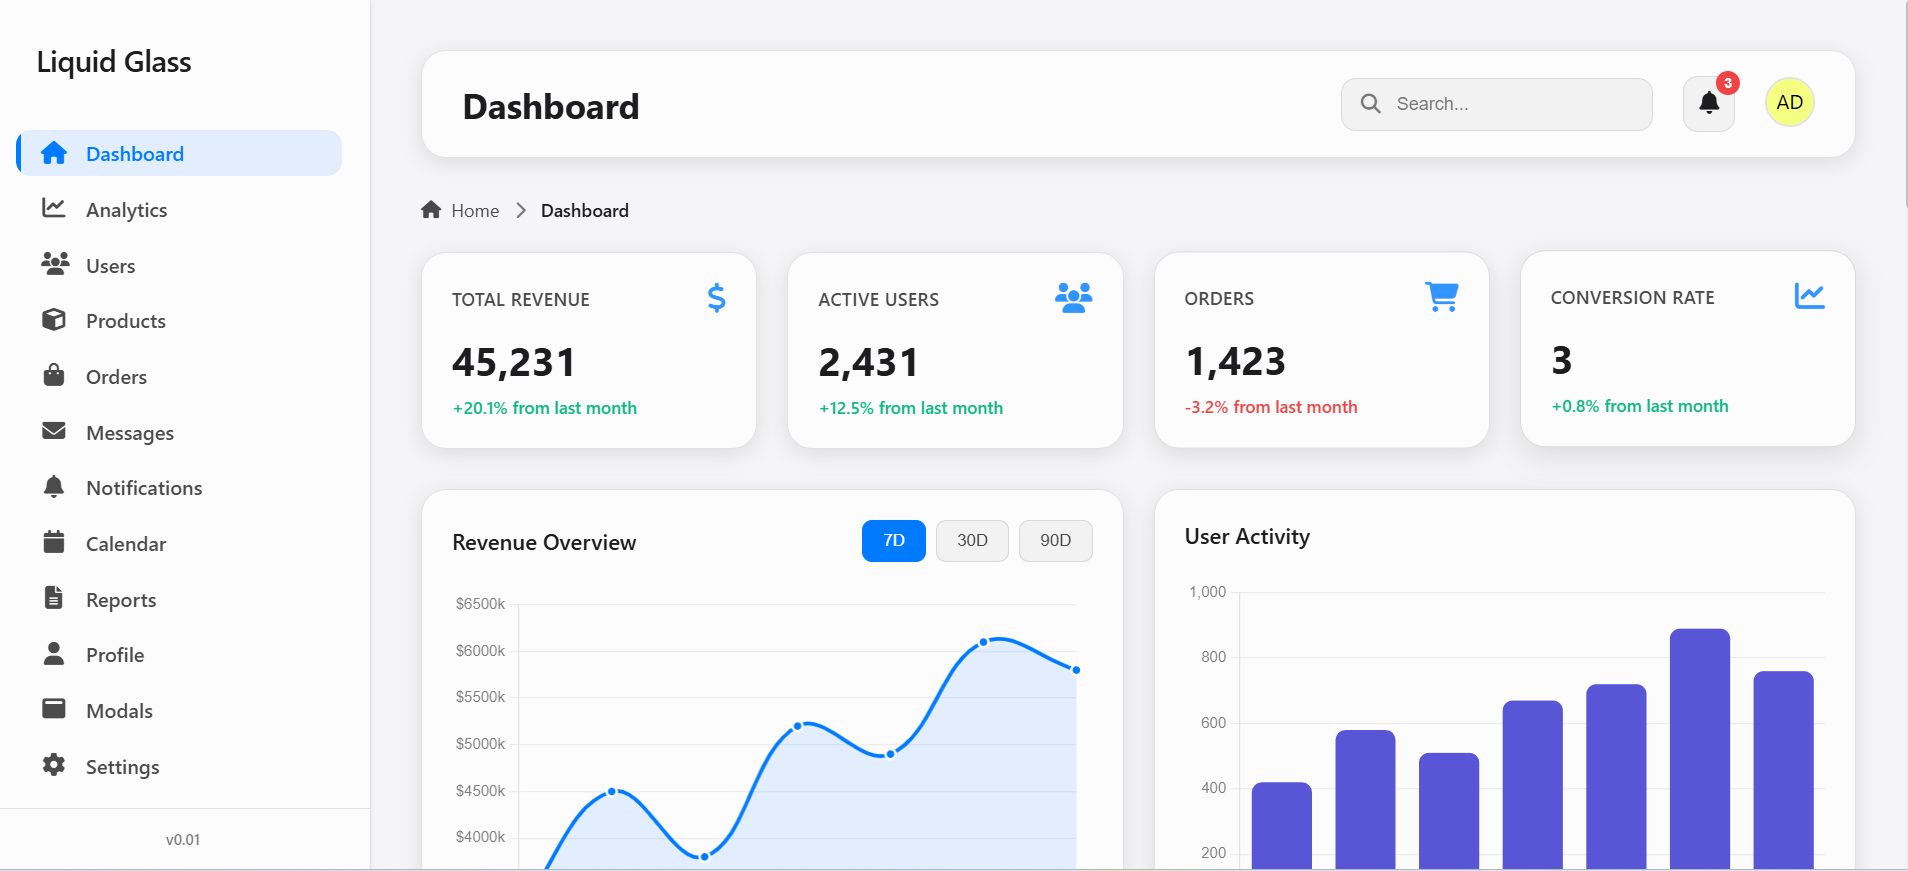 Liquid Glass
Dashboard
Analytics
Users
Products
Orders
Messages
Notifications
Calendar
Reports
Profile
Modals
Settings
v0.01
Dashboard
Search...
3
AD
Home
Dashboard
TOTAL REVENUE
45,231
+20.1% from last month
ACTIVE USERS
2,431
+12.5% from last month
ORDERS
1,423
-3.2% from last month
CONVERSION RATE
3
+0.8% from last month
Revenue Overview
7D
30D
90D
$6500k
$6000k
$5500k
$5000k
$4500k
$4000k
User Activity
1,000
800
600
400
200